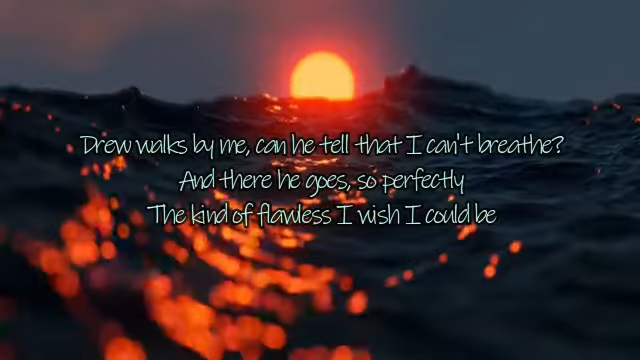 Drew walks by me, can he tell that I can't breathe?
And there he goes, so perfectly
The kind of flawless I wish I could be